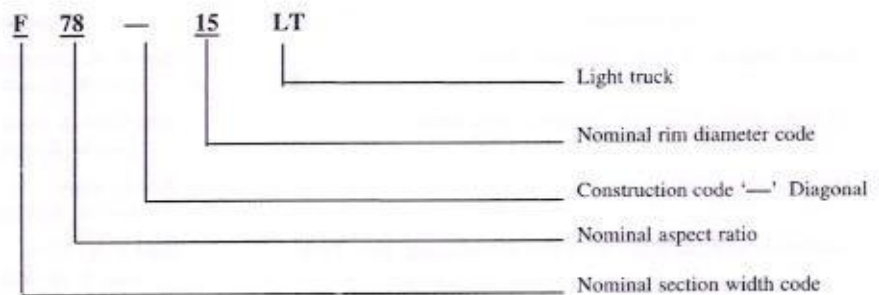 F 78 — 15 LT
Light truck
Nominal rim diameter code
Construction code ‘—’ Diagonal
Nominal aspect ratio
Nominal section width code